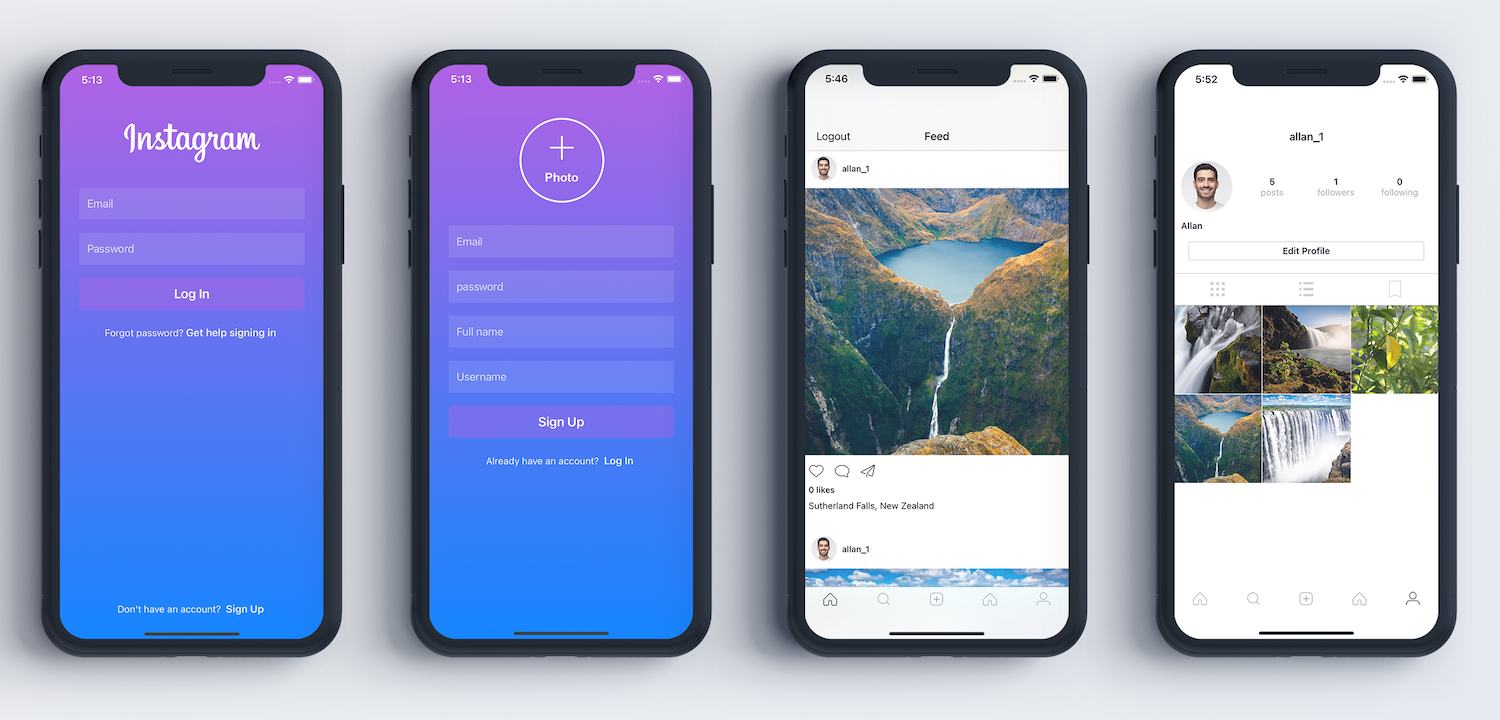 5:13
Instagram
Email
Password
Log In
Forgot password? Get help signing in
Don't have an account? Sign Up
5:13
Photo
Email
password
Full name
Username
Sign Up
Already have an account? Log In
5:46
Logout Feed
allan_1
0 likes
Sutherland Falls, New Zealand
allan_1
5:52
allan_1
5 1 0
posts followers following
Allan
Edit Profile